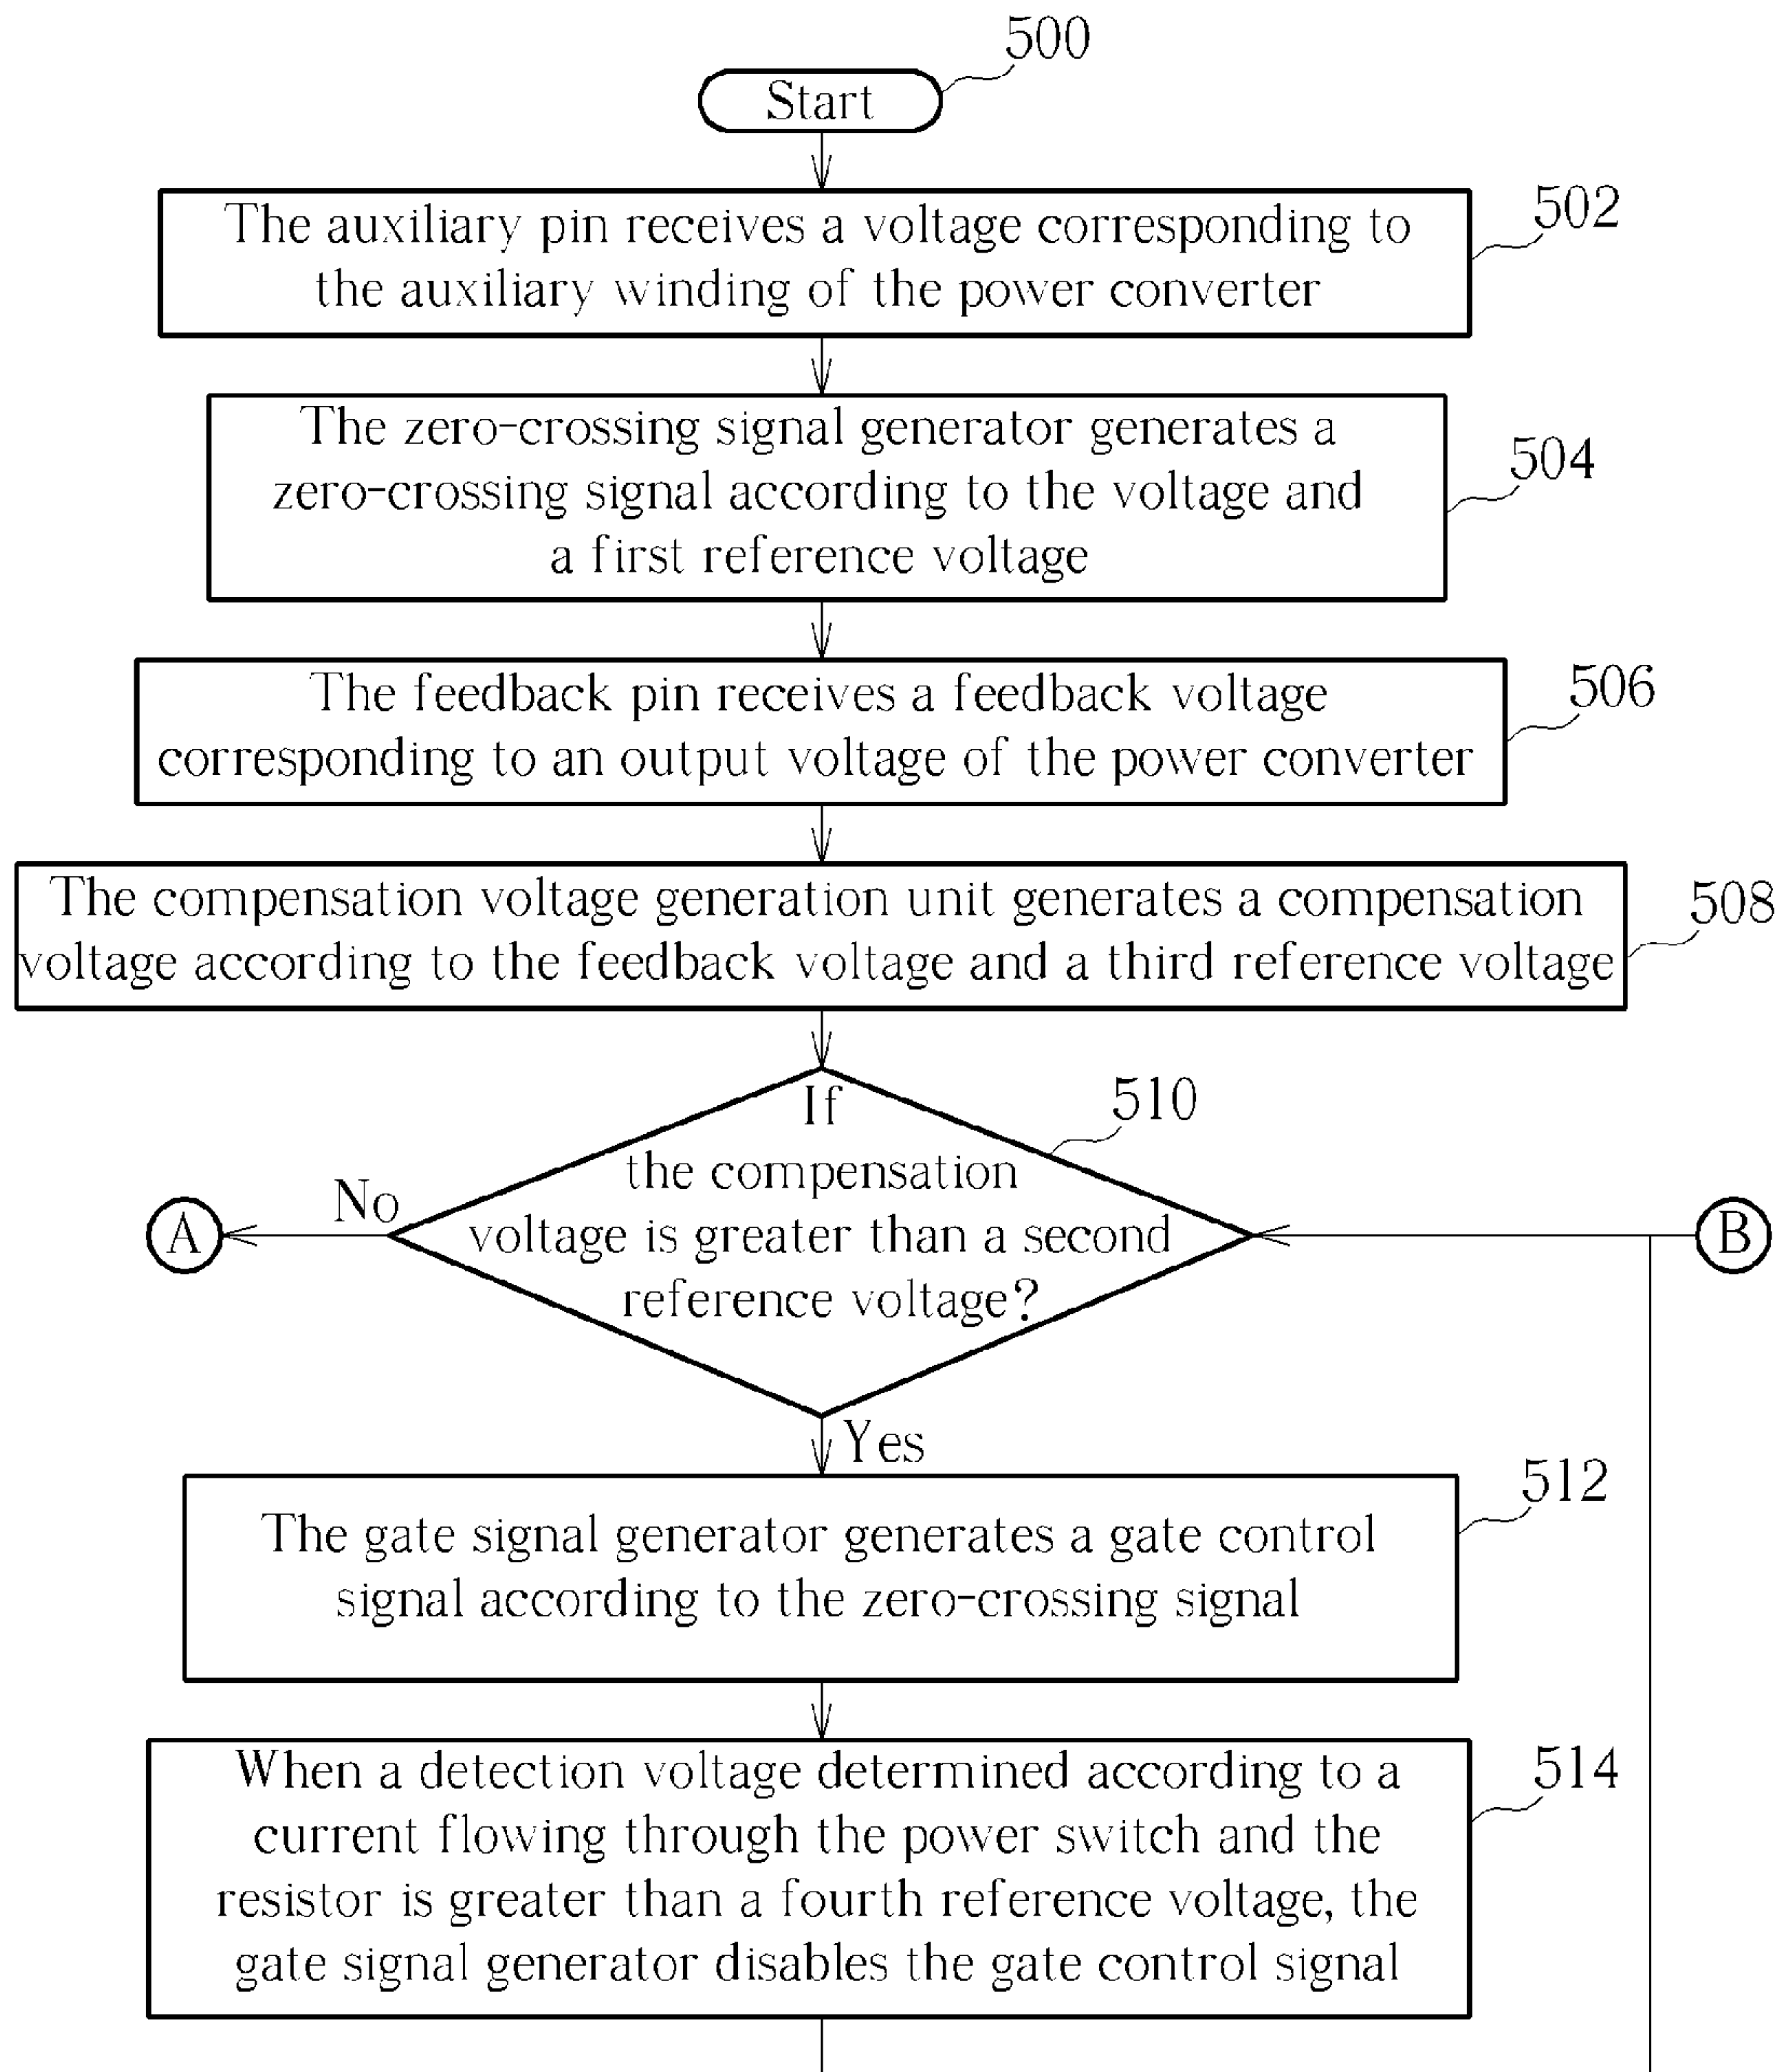 500
Start
502
The auxiliary pin receives a voltage corresponding to
the auxiliary winding of the power converter
504
The zero-crossing signal generator generates a
zero-crossing signal according to the voltage and
a first reference voltage
506
The feedback pin receives a feedback voltage
corresponding to an output voltage of the power converter
508
The compensation voltage generation unit generates a compensation
voltage according to the feedback voltage and a third reference voltage
510
If
the compensation
voltage is greater than a second
reference voltage?
No
A
B
Yes
512
The gate signal generator generates a gate control
signal according to the zero-crossing signal
514
When a detection voltage determined according to a
current flowing through the power switch and the
resistor is greater than a fourth reference voltage, the
gate signal generator disables the gate control signal